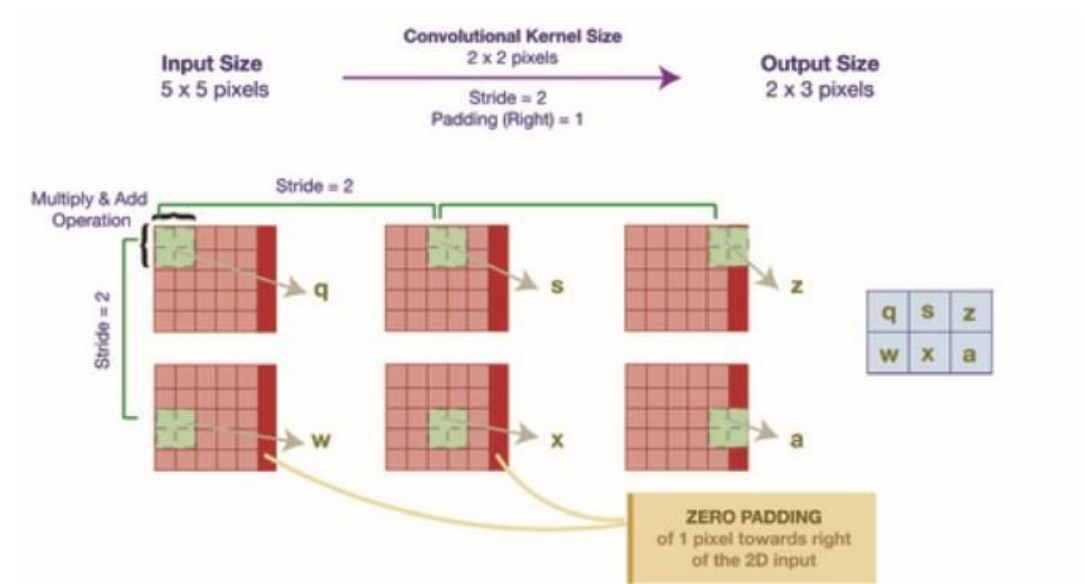 Convolutional Kernel Size
2 x 2 pixels
Input Size
5 x 5 pixels
Output Size
2 x 3 pixels
Stride = 2
Padding (Right) = 1
Stride = 2
Multiply & Add
Operation
Stride = 2
q
s
z
q s z
w x a
w
x
a
ZERO PADDING
of 1 pixel towards right
of the 2D input